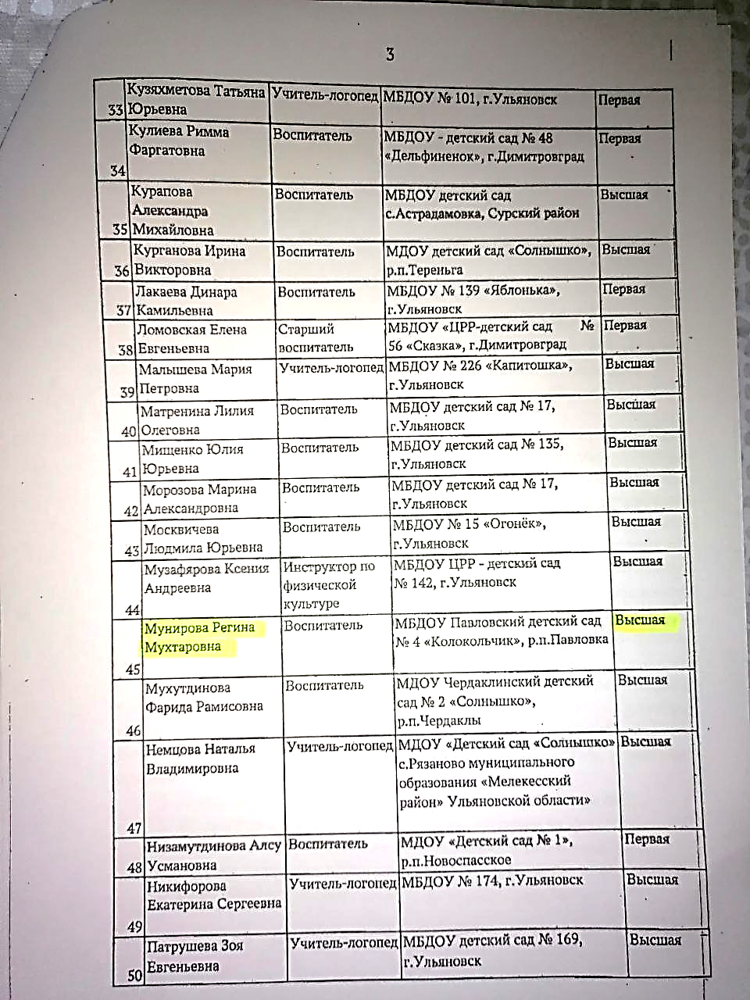 3
33 Кузяхметова Татьяна Юрьевна Учитель-логопед МБДОУ № 101, г.Ульяновск Первая
34 Кулиева Римма Фаргатовна Воспитатель МБДОУ - детский сад № 48 «Дельфиненок», г.Димитровград Первая
35 Курапова Александра Михайловна Воспитатель МБДОУ детский сад с.Астрадамовка, Сурский район Высшая
36 Курганова Ирина Викторовна Воспитатель МДОУ детский сад «Солнышко», р.п.Тереньга Высшая
37 Лакаева Динара Камильевна Воспитатель МБДОУ № 139 «Яблонька», г.Ульяновск Первая
38 Ломовская Елена Евгеньевна Старший воспитатель МБДОУ «ЦРР-детский сад № 56 «Сказка», г.Димитровград Первая
39 Малышева Мария Петровна Учитель-логопед МБДОУ № 226 «Капитошка», г.Ульяновск Высшая
40 Матренина Лилия Олеговна Воспитатель МБДОУ детский сад № 17, г.Ульяновск Высшая
41 Мищенко Юлия Юрьевна Воспитатель МБДОУ детский сад № 135, г.Ульяновск Высшая
42 Морозова Марина Александровна Воспитатель МБДОУ детский сад № 17, г.Ульяновск Высшая
43 Москвичева Людмила Юрьевна Воспитатель МБДОУ № 15 «Огонёк», г.Ульяновск Высшая
44 Музафярова Ксения Андреевна Инструктор по физической культуре МБДОУ ЦРР - детский сад № 142, г.Ульяновск Высшая
45 Мунирова Регина Мухтаровна Воспитатель МБДОУ Павловский детский сад № 4 «Колокольчик», р.п.Павловка Высшая
46 Мухутдинова Фарида Рамисовна Воспитатель МДОУ Чердаклинский детский сад № 2 «Солнышко», р.п.Чердаклы Высшая
47 Немцова Наталья Владимировна Учитель-логопед МДОУ «Детский сад «Солнышко» с.Рязаново муниципального образования «Мелекесский район» Ульяновской области» Высшая
48 Низамутдинова Алсу Усмановна Воспитатель МДОУ «Детский сад № 1», р.п.Новоспасское Первая
49 Никифорова Екатерина Сергеевна Учитель-логопед МБДОУ № 174, г.Ульяновск Высшая
50 Патрушева Зоя Евгеньевна Учитель-логопед МБДОУ детский сад № 169, г.Ульяновск Высшая